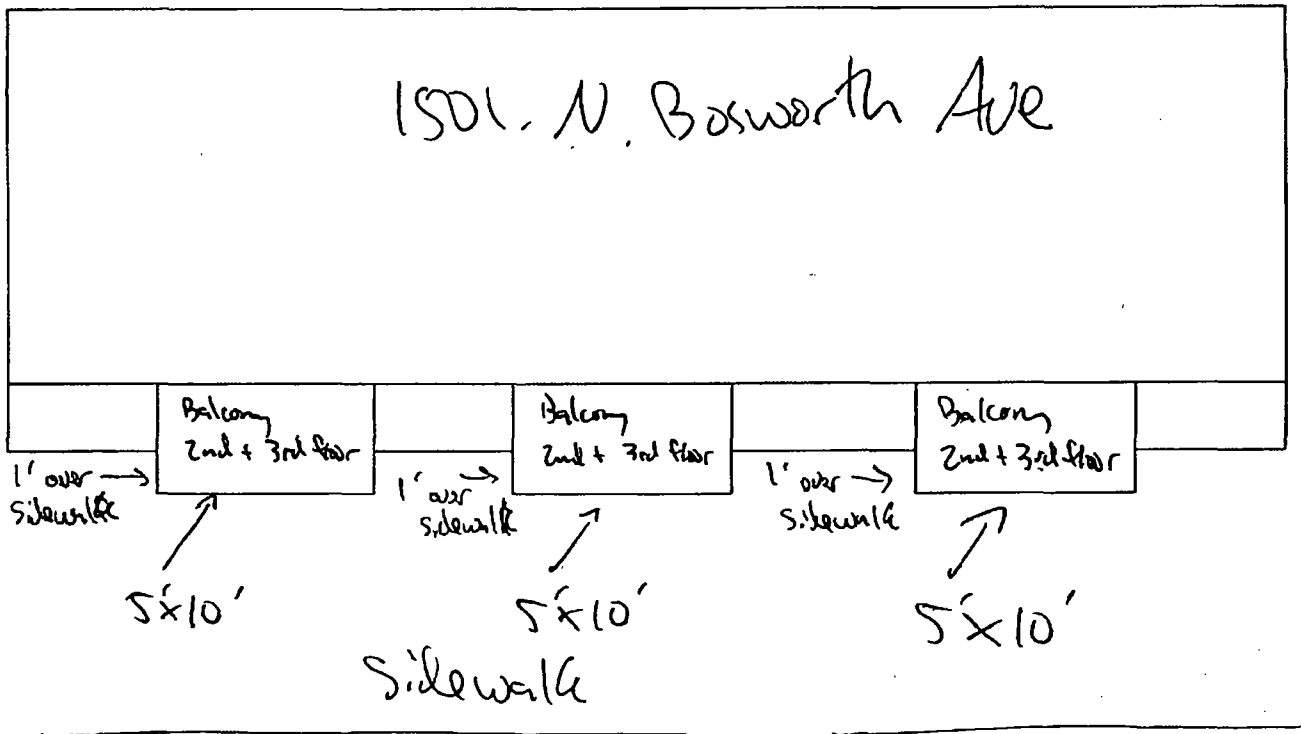 1501. N. Bosworth Ave
Balcony
2nd + 3rd floor
Balcony
2nd + 3rd floor
Balcony
2nd + 3rd floor
1' over
sidewalk
1' over
sidewalk
1' over
sidewalk
5'x10'
5'x10'
5'x10'
Sidewalk